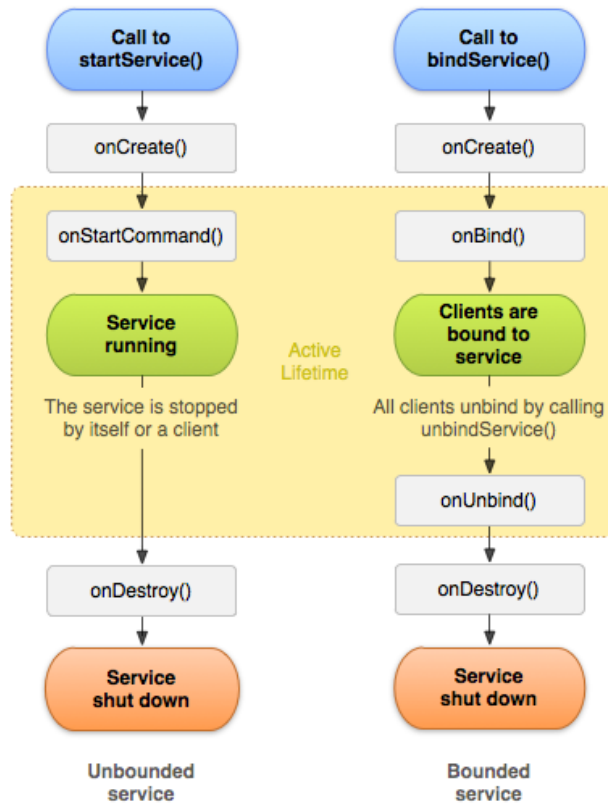 Call to
startService()
onCreate()
onStartCommand()
Service
running
The service is stopped
by itself or a client
onDestroy()
Service
shut down
Unbounded
service
Active
Lifetime
Call to
bindService()
onCreate()
onBind()
Clients are
bound to
service
All clients unbind by calling
unbindService()
onUnbind()
onDestroy()
Service
shut down
Bounded
service